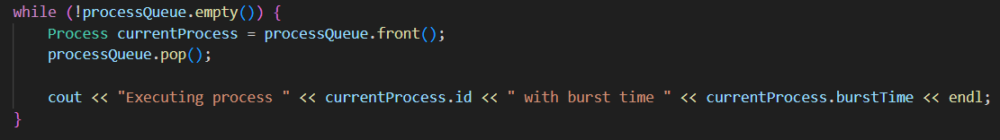 while (!processQueue.empty()) {
    Process currentProcess = processQueue.front();
    processQueue.pop();

    cout << "Executing process " << currentProcess.id << " with burst time " << currentProcess.burstTime << endl;
}